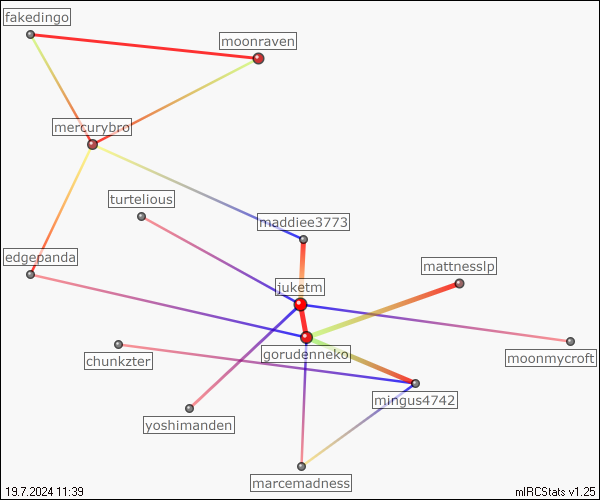 fakedingo
moonraven
mercurybro
turtelious
maddiee3773
edgepanda
mattnesslp
juketm
gorudenneko
moonmycroft
chunkzter
mingus4742
yoshimanden
marcemadness
19.7.2024 11:39
mIRCStats v1.25